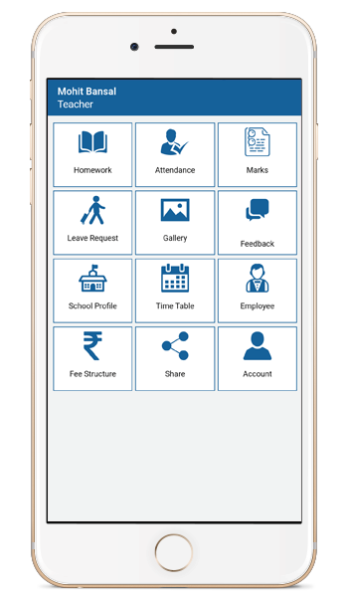 Mohit Bansal
Teacher
Homework
Attendance
Marks
Leave Request
Gallery
Feedback
School Profile
Time Table
Employee
Fee Structure
Share
Account